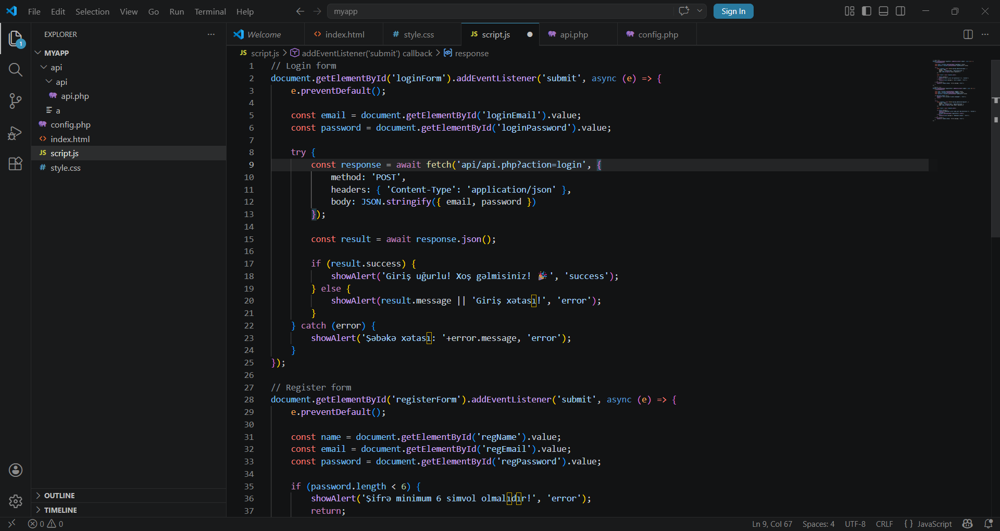 File Edit Selection View Go Run Terminal Help
myapp
Sign In
EXPLORER
MYAPP
api
api
api.php
a
config.php
index.html
script.js
style.css
OUTLINE
TIMELINE
1
Welcome
index.html
style.css
script.js
api.php
config.php
script.js > addEventListener('submit') callback > response
1 // Login form
2 document.getElementById('loginForm').addEventListener('submit', async (e) => {
3 e.preventDefault();
4
5 const email = document.getElementById('loginEmail').value;
6 const password = document.getElementById('loginPassword').value;
7
8 try {
9 const response = await fetch('api/api.php?action=login', {
10 method: 'POST',
11 headers: { 'Content-Type': 'application/json' },
12 body: JSON.stringify({ email, password })
13 });
14
15 const result = await response.json();
16
17 if (result.success) {
18 showAlert('Giriş uğurlu! Xoş gəlmisiniz! 🎉', 'success');
19 } else {
20 showAlert(result.message || 'Giriş xətası!', 'error');
21 }
22 } catch (error) {
23 showAlert('Şəbəkə xətası: '+error.message, 'error');
24 }
25 });
26
27 // Register form
28 document.getElementById('registerForm').addEventListener('submit', async (e) => {
29 e.preventDefault();
30
31 const name = document.getElementById('regName').value;
32 const email = document.getElementById('regEmail').value;
33 const password = document.getElementById('regPassword').value;
34
35 if (password.length < 6) {
36 showAlert('Şifrə minimum 6 simvol olmalıdır!', 'error');
37 return;
0 0
Ln 9, Col 67 Spaces: 4 UTF-8 CRLF { } JavaScript